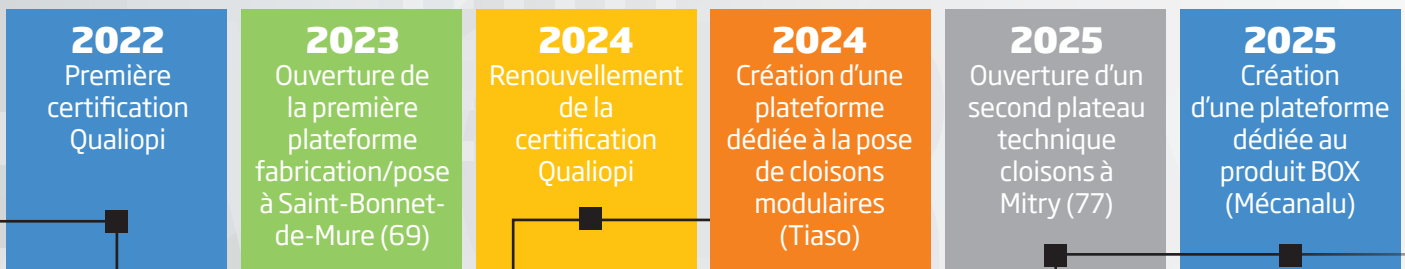 2022
Première
certification
Qualiopi
2023
Ouverture de
la première
plateforme
fabrication/pose
à Saint-Bonnet-
de-Mure (69)
2024
Renouvellement
de la
certification
Qualiopi
2024
Création d'une
plateforme
dédiée à la pose
de cloisons
modulaires
(Tiaso)
2025
Ouverture d'un
second plateau
technique
cloisons à
Mitry (77)
2025
Création
d'une plateforme
dédiée au
produit BOX
(Mécanalu)